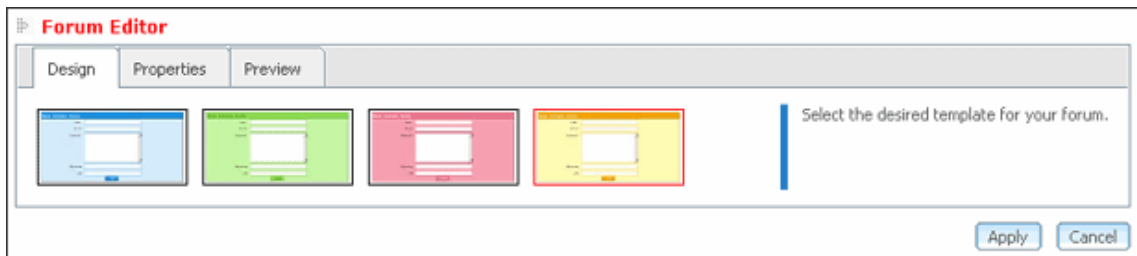 Forum Editor
Design Properties Preview
Select the desired template for your forum.
Apply Cancel